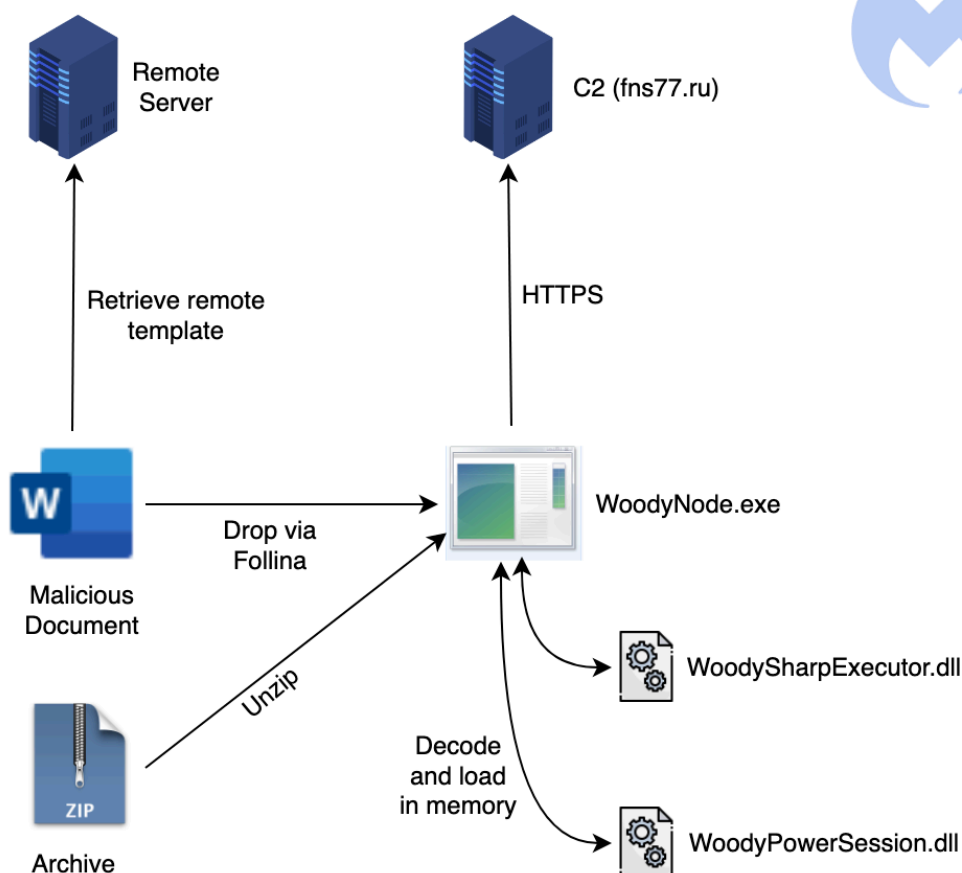 Remote
Server
C2 (fns77.ru)
Retrieve remote
template
HTTPS
W
Drop via
Follina
WoodyNode.exe
Malicious
Document
Unzip
WoodySharpExecutor.dll
Decode
and load
in memory
ZIP
WoodyPowerSession.dll
Archive